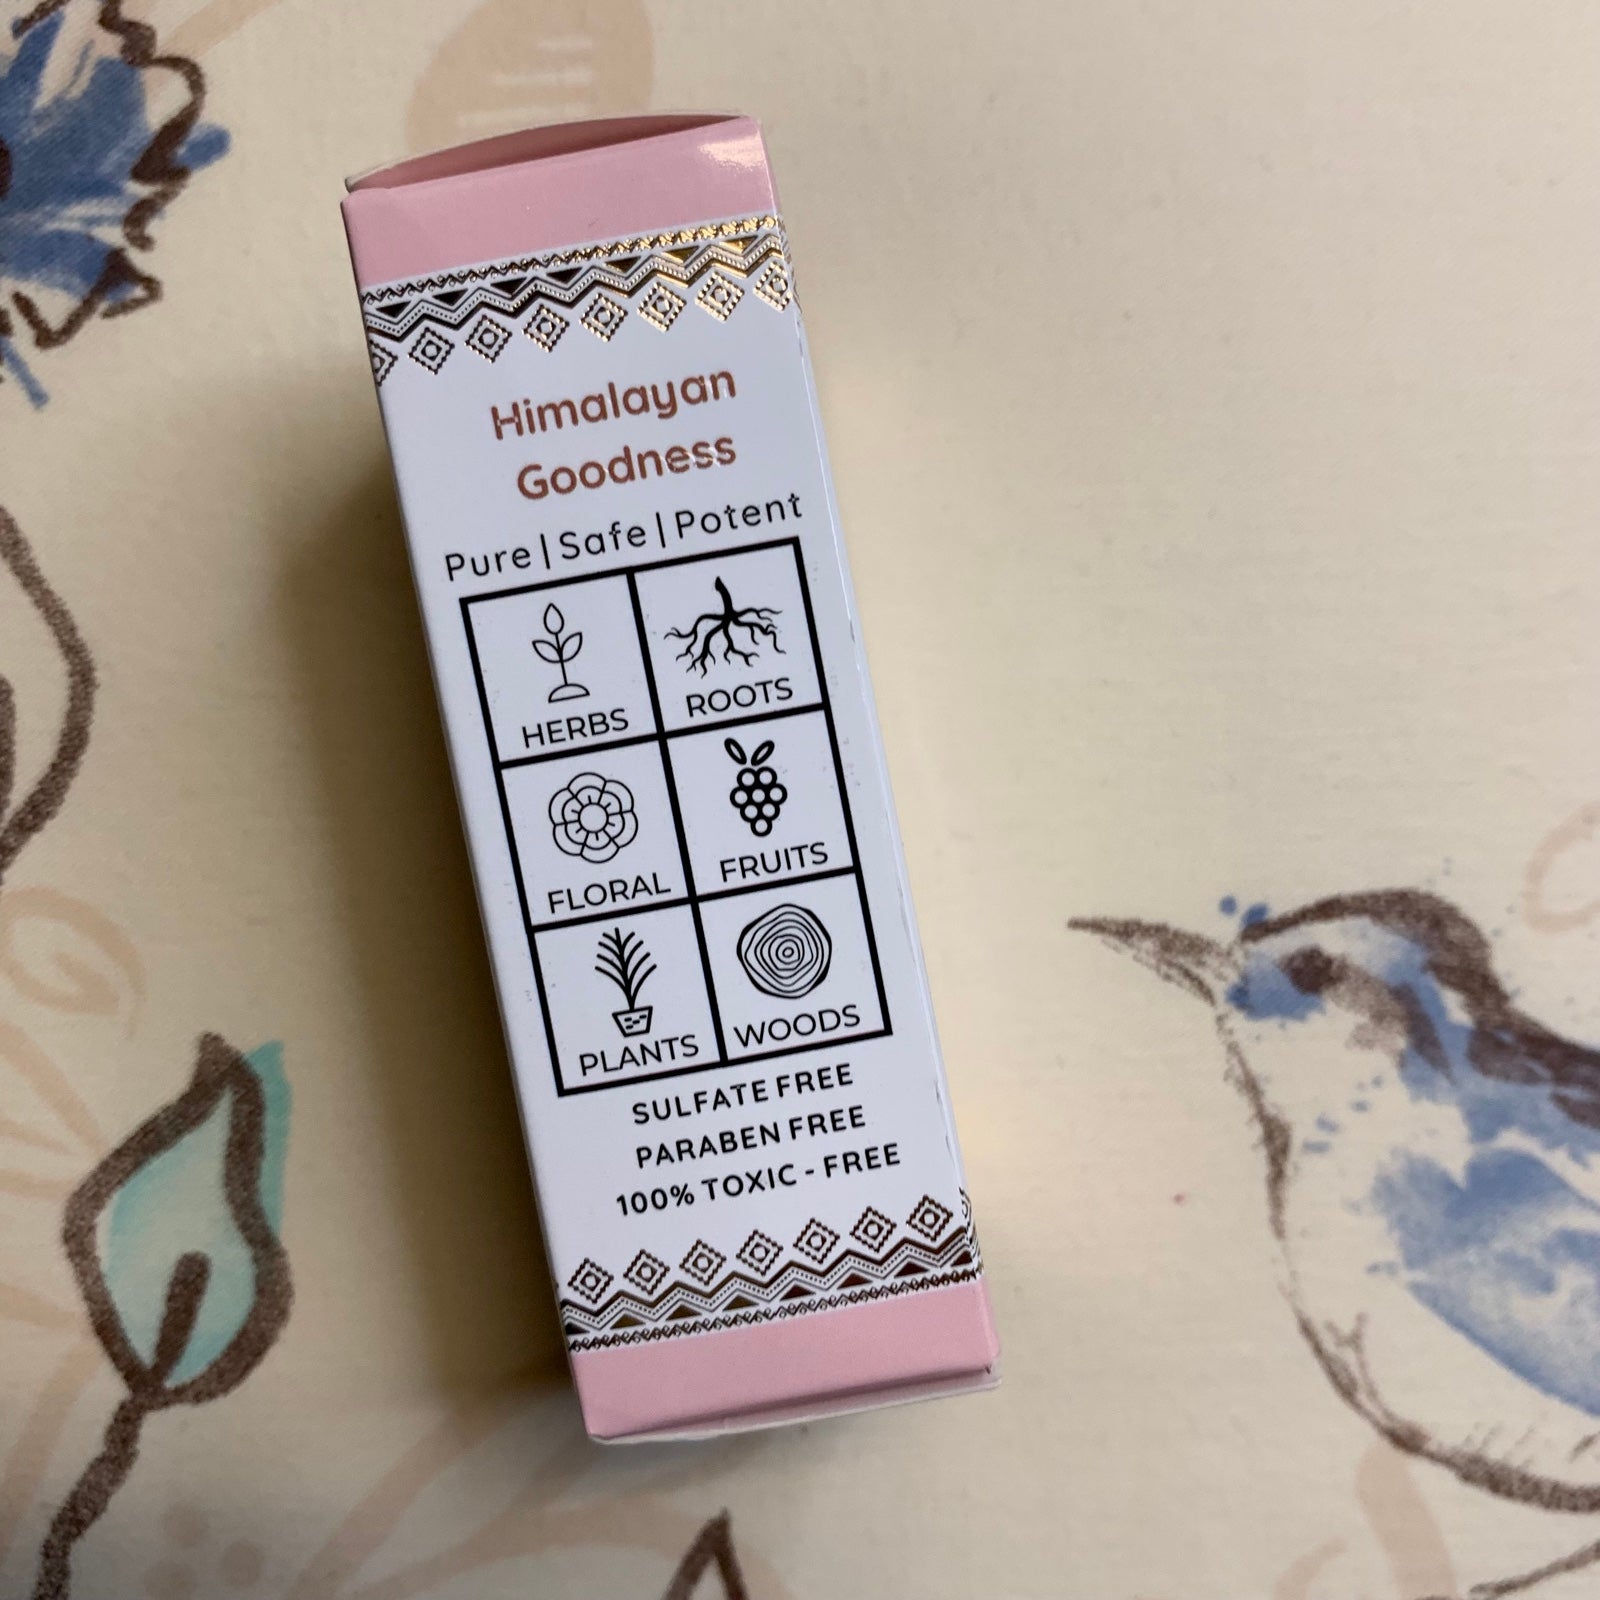 Himalayan
Goodness
Pure|Safe|Potent
HERBS
ROOTS
FLORAL
FRUITS
PLANTS
WOODS
SULFATE FREE
PARABEN FREE
100% TOXIC - FREE